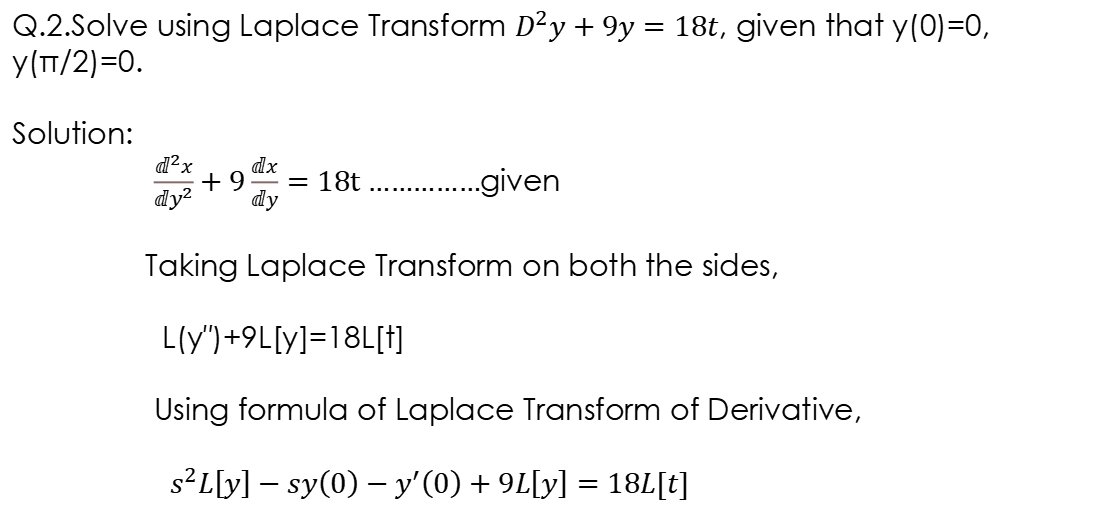 Q.2.Solve using Laplace Transform D²y + 9y = 18t, given that y(0)=0,
y(π/2)=0.
Solution:
ⅆ²x/ⅆy² + 9 ⅆx/ⅆy = 18t ...............given
Taking Laplace Transform on both the sides,
L(y")+9L[y]=18L[t]
Using formula of Laplace Transform of Derivative,
s²L[y] − sy(0) − y′(0) + 9L[y] = 18L[t]